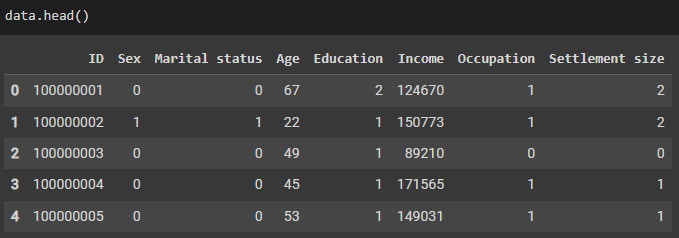 data.head()
ID Sex Marital status Age Education Income Occupation Settlement size
0 100000001 0 0 67 2 124670 1 2
1 100000002 1 1 22 1 150773 1 2
2 100000003 0 0 49 1 89210 0 0
3 100000004 0 0 45 1 171565 1 1
4 100000005 0 0 53 1 149031 1 1